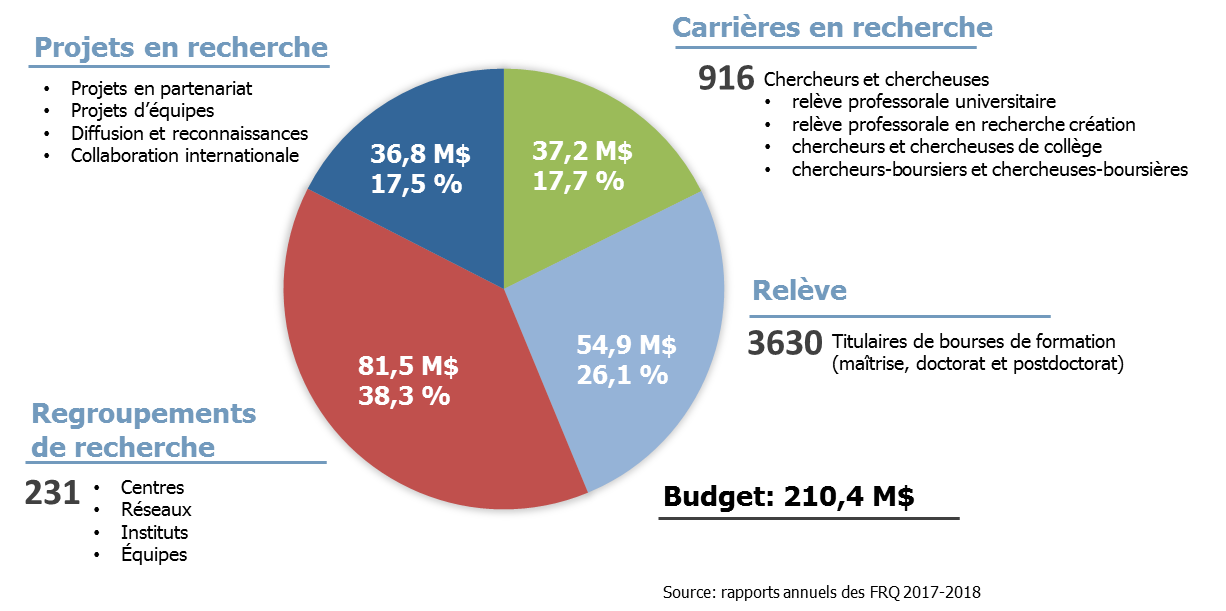 Projets en recherche
• Projets en partenariat
• Projets d'équipes
• Diffusion et reconnaissances
• Collaboration internationale
Carrières en recherche
916 Chercheurs et chercheuses
• relève professorale universitaire
• relève professorale en recherche création
• chercheurs et chercheuses de collège
• chercheurs-boursiers et chercheuses-boursières
36,8 M$
17,5 %
37,2 M$
17,7 %
54,9 M$
26,1 %
81,5 M$
38,3 %
Relève
3630 Titulaires de bourses de formation
(maîtrise, doctorat et postdoctorat)
Regroupements
de recherche
231 • Centres
• Réseaux
• Instituts
• Équipes
Budget: 210,4 M$
Source: rapports annuels des FRQ 2017-2018